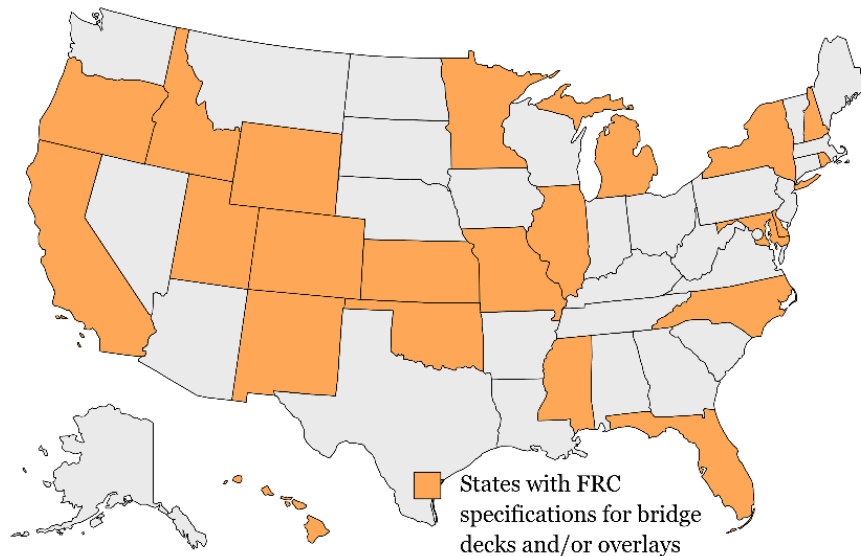 States with FRC
specifications for bridge
decks and/or overlays